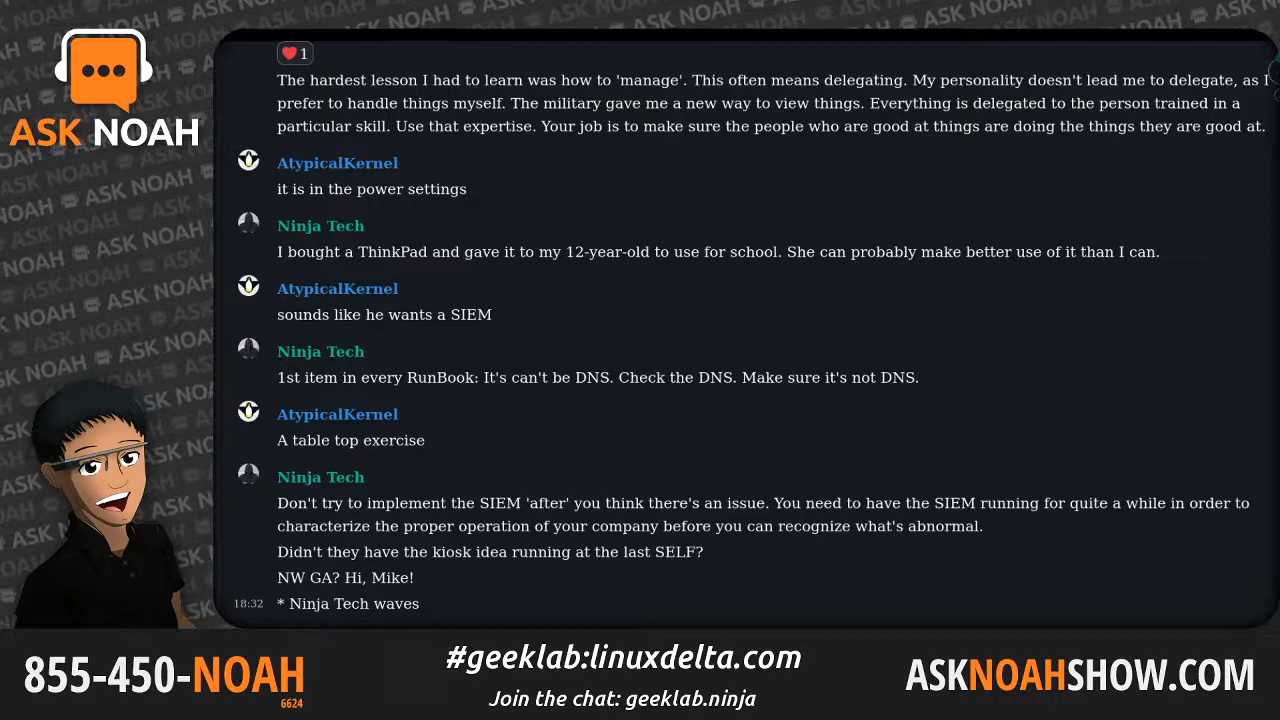 ASK NOAH
❤️ 1
The hardest lesson I had to learn was how to 'manage'. This often means delegating. My personality doesn't lead me to delegate, as I
prefer to handle things myself. The military gave me a new way to view things. Everything is delegated to the person trained in a
particular skill. Use that expertise. Your job is to make sure the people who are good at things are doing the things they are good at.
AtypicalKernel
it is in the power settings
Ninja Tech
I bought a ThinkPad and gave it to my 12-year-old to use for school. She can probably make better use of it than I can.
AtypicalKernel
sounds like he wants a SIEM
Ninja Tech
1st item in every RunBook: It's can't be DNS. Check the DNS. Make sure it's not DNS.
AtypicalKernel
A table top exercise
Ninja Tech
Don't try to implement the SIEM 'after' you think there's an issue. You need to have the SIEM running for quite a while in order to
characterize the proper operation of your company before you can recognize what's abnormal.
Didn't they have the kiosk idea running at the last SELF?
NW GA? Hi, Mike!
18:32 * Ninja Tech waves
855-450-NOAH
6624
#geeklab:linuxdelta.com
Join the chat: geeklab.ninja
ASKNOAHSHOW.COM